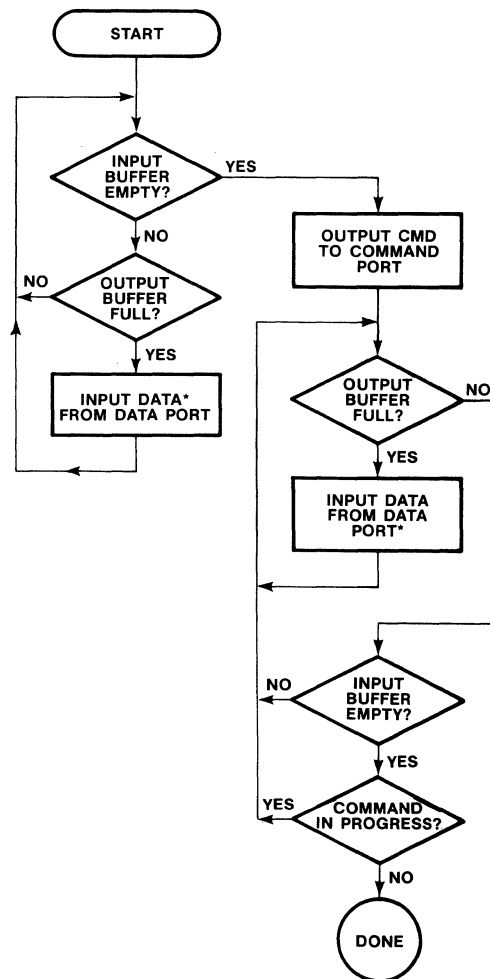 START
INPUT
BUFFER
EMPTY?
YES
NO
OUTPUT CMD
TO COMMAND
PORT
NO
OUTPUT
BUFFER
FULL?
YES
INPUT DATA*
FROM DATA PORT
OUTPUT
BUFFER
FULL?
NO
YES
INPUT DATA
FROM DATA
PORT*
INPUT
BUFFER
EMPTY?
NO
YES
YES
COMMAND
IN PROGRESS?
NO
DONE